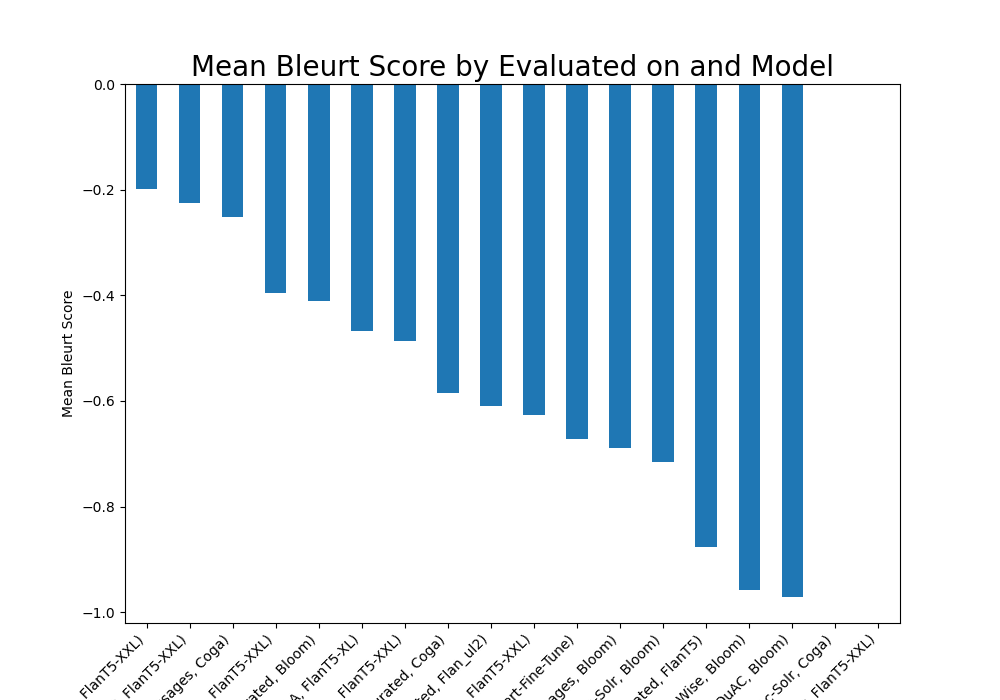 Mean Bleurt Score by Evaluated on and Model
0.0
−0.2
−0.4
−0.6
−0.8
−1.0
Mean Bleurt Score
FlanT5-XXL)
FlanT5-XXL)
sages, Coga)
FlanT5-XXL)
ated, Bloom)
A, FlanT5-XL)
FlanT5-XXL)
urated, Coga)
ted, Flan_ul2)
FlanT5-XXL)
ert-Fine-Tune)
ages, Bloom)
-Solr, Bloom)
ated, FlanT5)
Wise, Bloom)
QuAC, Bloom)
c-Solr, Coga)
FlanT5-XXL)